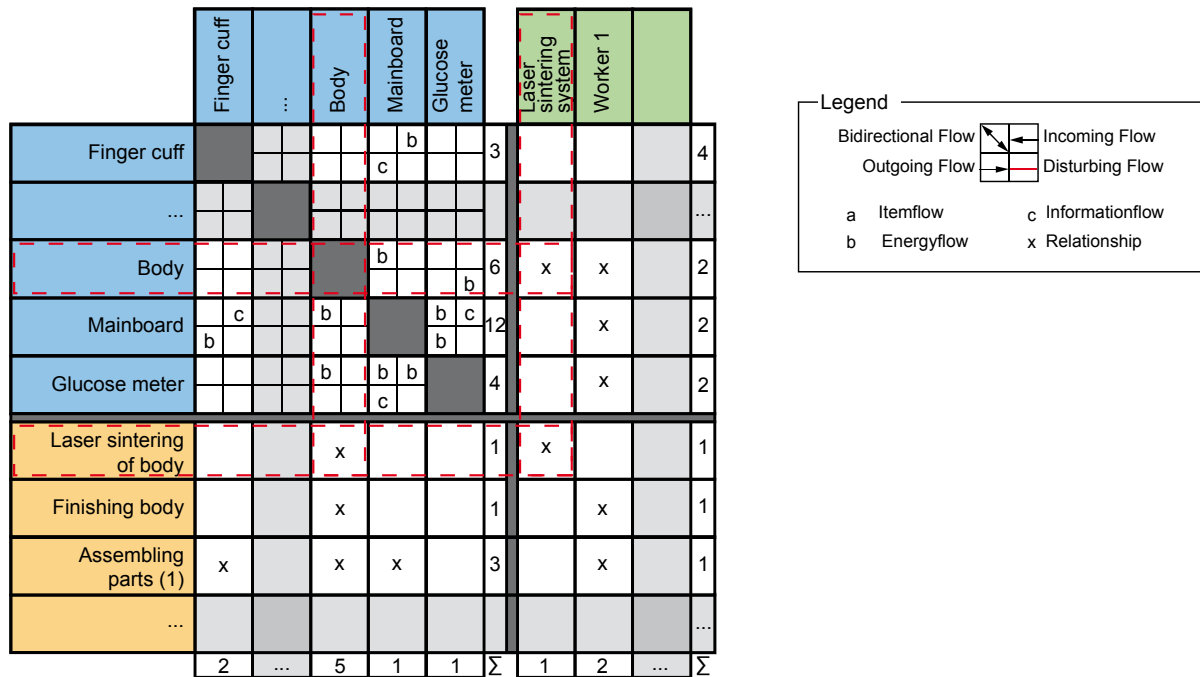 Finger cuff
...
Body
Mainboard
Glucose
meter
Laser
sintering
system
Worker 1
Finger cuff
b
c
3
4
...
...
Body
b
b
6
x
x
2
Mainboard
c
b
b
b
c
b
12
x
2
Glucose meter
b
b
b
c
4
x
2
Laser sintering
of body
x
1
x
1
Finishing body
x
1
x
1
Assembling
parts (1)
x
x
x
3
x
1
...
...
2
...
5
1
1
Σ
1
2
...
Σ
Legend
Bidirectional Flow
Incoming Flow
Outgoing Flow
Disturbing Flow
a Itemflow
c Informationflow
b Energyflow
x Relationship